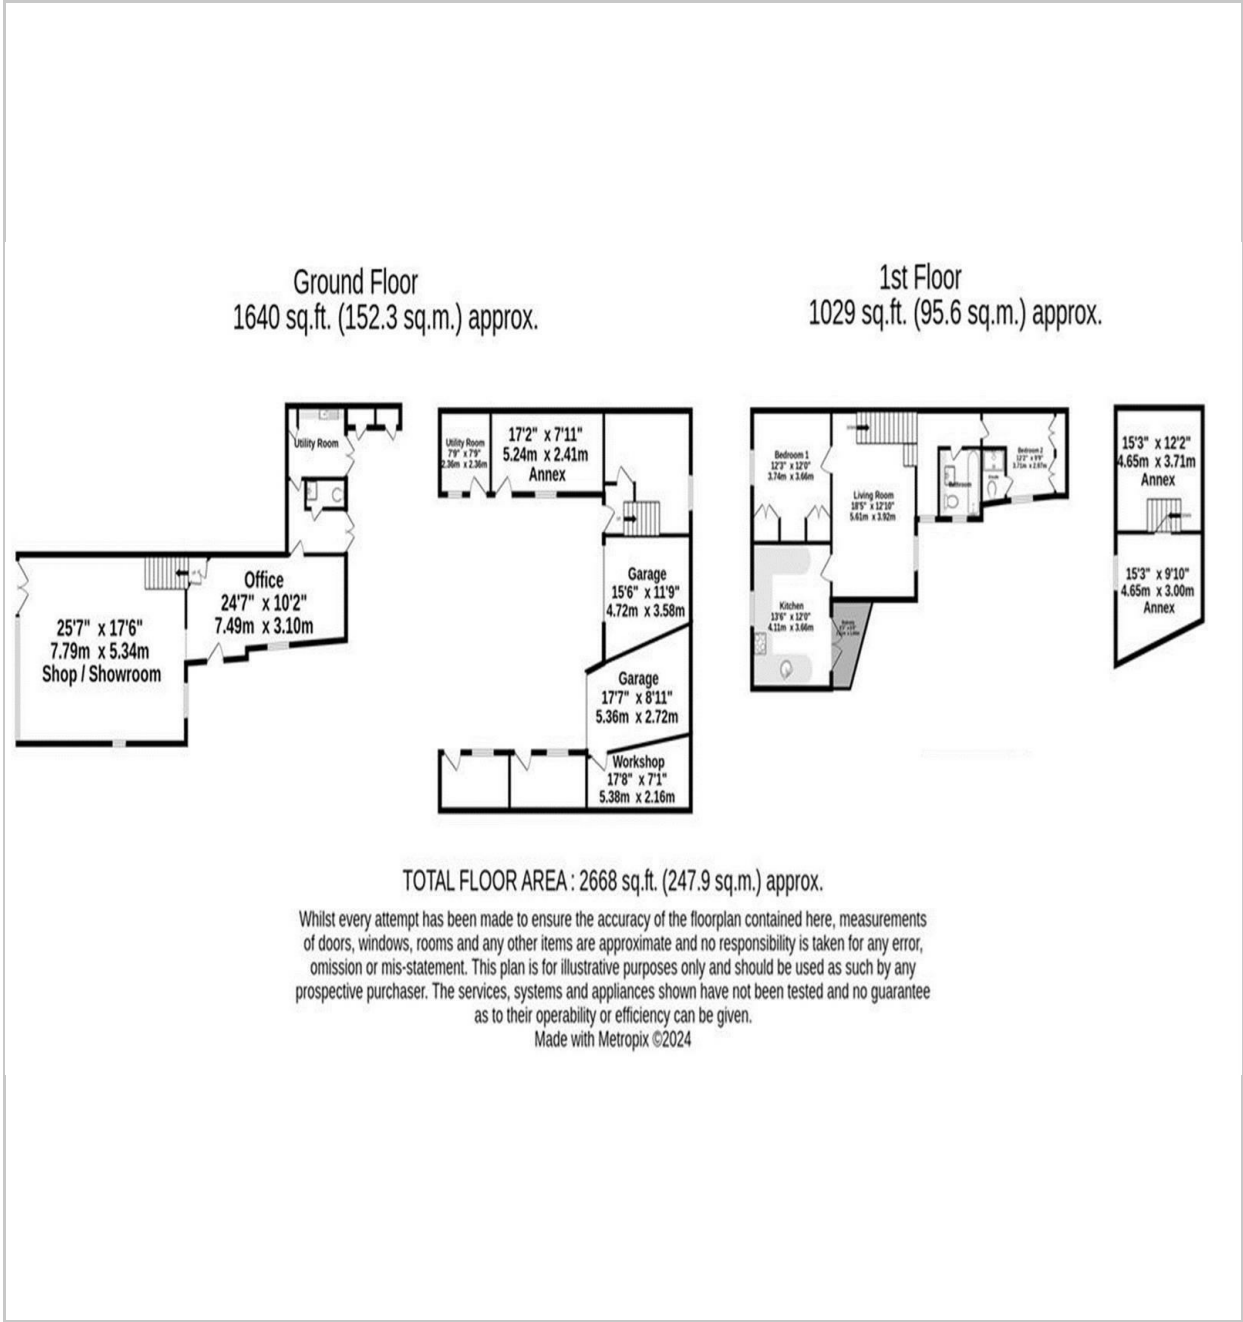 Ground Floor
1640 sq.ft. (152.3 sq.m.) approx.
1st Floor
1029 sq.ft. (95.6 sq.m.) approx.
Utility Room
Office
24'7" x 10'2"
7.49m x 3.10m
25'7" x 17'6"
7.79m x 5.34m
Shop / Showroom
Utility Room
7'9" x 7'9"
2.36m x 2.36m
17'2" x 7'11"
5.24m x 2.41m
Annex
Garage
15'6" x 11'9"
4.72m x 3.58m
Garage
17'7" x 8'11"
5.36m x 2.72m
Workshop
17'8" x 7'1"
5.38m x 2.16m
Bedroom 1
12'3" x 12'0"
3.74m x 3.66m
Living Room
18'5" x 12'10"
5.61m x 3.92m
Bathroom
Bedroom 2
12'2" x 9'9"
3.71m x 2.97m
Kitchen
13'6" x 12'0"
4.11m x 3.66m
Balcony
15'3" x 12'2"
4.65m x 3.71m
Annex
15'3" x 9'10"
4.65m x 3.00m
Annex
TOTAL FLOOR AREA : 2668 sq.ft. (247.9 sq.m.) approx.
Whilst every attempt has been made to ensure the accuracy of the floorplan contained here, measurements
of doors, windows, rooms and any other items are approximate and no responsibility is taken for any error,
omission or mis-statement. This plan is for illustrative purposes only and should be used as such by any
prospective purchaser. The services, systems and appliances shown have not been tested and no guarantee
as to their operability or efficiency can be given.
Made with Metropix ©2024